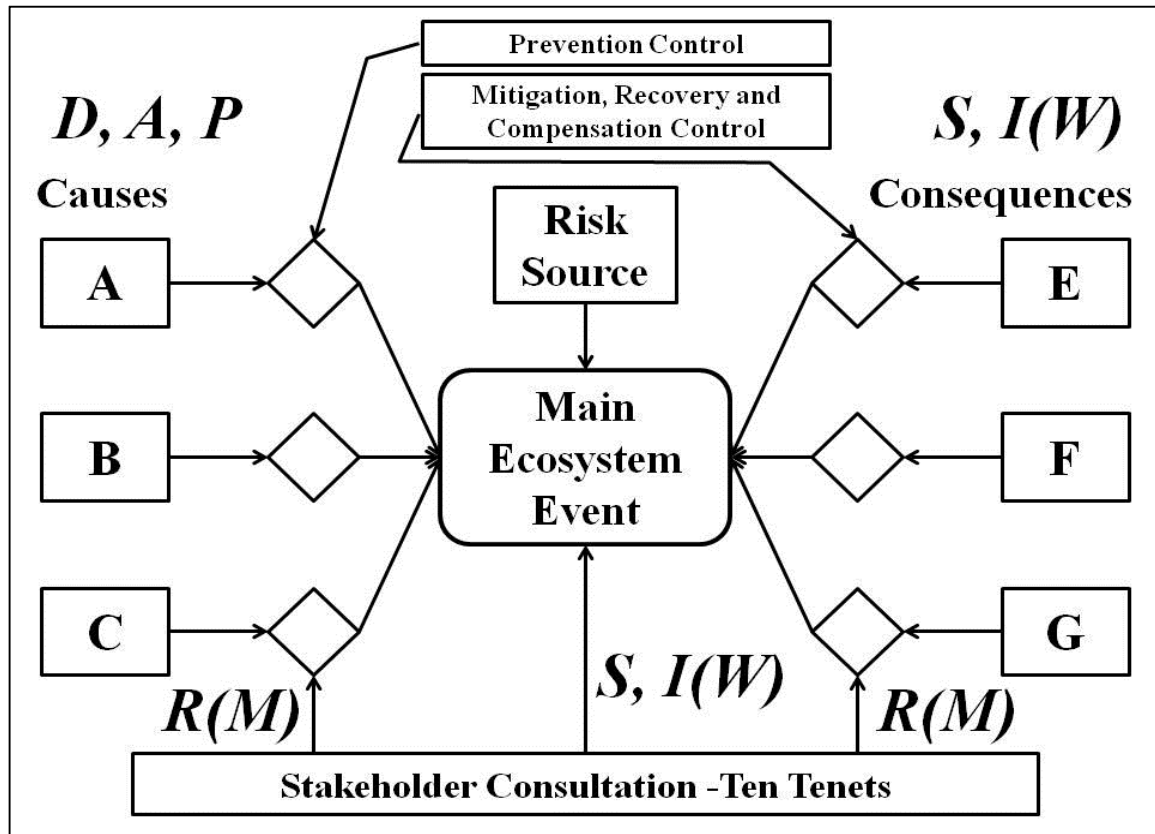 Prevention Control
Mitigation, Recovery and
Compensation Control
D, A, P
S, I(W)
Causes
Consequences
Risk
Source
A
E
Main
Ecosystem
Event
B
F
C
G
R(M)
S, I(W)
R(M)
Stakeholder Consultation -Ten Tenets